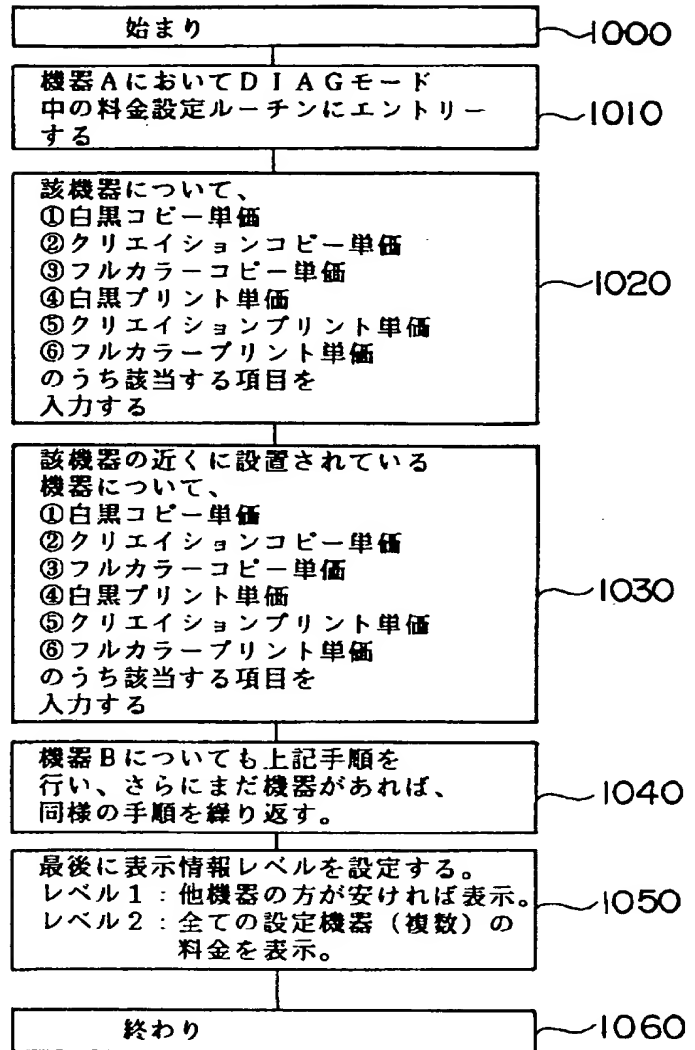 始まり
1000
機器AにおいてDIAGモード
中の料金設定ルーチンにエントリー
する
1010
該機器について、
①白黒コピー単価
②クリエイションコピー単価
③フルカラーコピー単価
④白黒プリント単価
⑤クリエイションプリント単価
⑥フルカラープリント単価
のうち該当する項目を
入力する
1020
該機器の近くに設置されている
機器について、
①白黒コピー単価
②クリエイションコピー単価
③フルカラーコピー単価
④白黒プリント単価
⑤クリエイションプリント単価
⑥フルカラープリント単価
のうち該当する項目を
入力する
1030
機器Bについても上記手順を
行い、さらにまだ機器があれば、
同様の手順を繰り返す。
1040
最後に表示情報レベルを設定する。
レベル1:他機器の方が安ければ表示。
レベル2:全ての設定機器(複数)の
料金を表示。
1050
終わり
1060